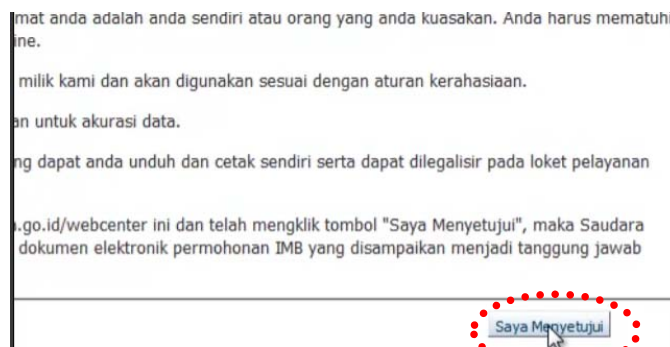 mat anda adalah anda sendiri atau orang yang anda kuasakan. Anda harus mematuhi
ine.
milik kami dan akan digunakan sesuai dengan aturan kerahasiaan.
an untuk akurasi data.
ng dapat anda unduh dan cetak sendiri serta dapat dilegalisir pada loket pelayanan
.go.id/webcenter ini dan telah mengklik tombol "Saya Menyetujui", maka Saudara
dokumen elektronik permohonan IMB yang disampaikan menjadi tanggung jawab
Saya Menyetujui